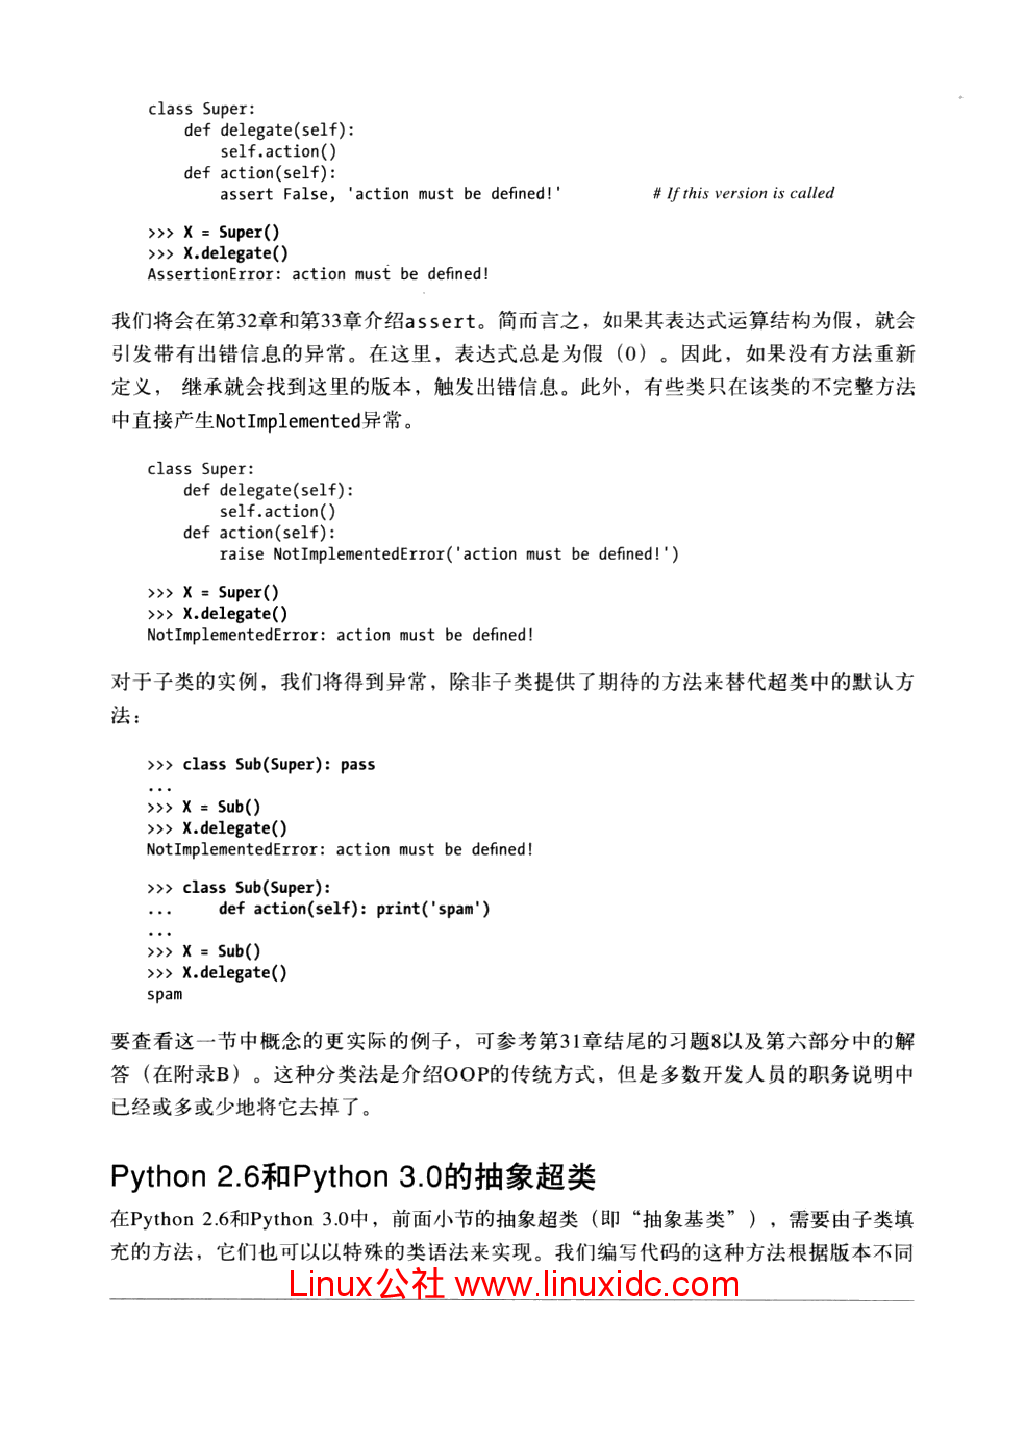 class Super:
    def delegate(self):
        self.action()
    def action(self):
        assert False, 'action must be defined!'          # If this version is called
>>> X = Super()
>>> X.delegate()
AssertionError: action must be defined!
我们将会在第32章和第33章介绍assert。简而言之，如果其表达式运算结构为假，就会
引发带有出错信息的异常。在这里，表达式总是为假（0）。因此，如果没有方法重新
定义， 继承就会找到这里的版本，触发出错信息。此外，有些类只在该类的不完整方法
中直接产生NotImplemented异常。
class Super:
    def delegate(self):
        self.action()
    def action(self):
        raise NotImplementedError('action must be defined!')
>>> X = Super()
>>> X.delegate()
NotImplementedError: action must be defined!
对于子类的实例，我们将得到异常，除非子类提供了期待的方法来替代超类中的默认方
法：
>>> class Sub(Super): pass
...
>>> X = Sub()
>>> X.delegate()
NotImplementedError: action must be defined!
>>> class Sub(Super):
...     def action(self): print('spam')
...
>>> X = Sub()
>>> X.delegate()
spam
要查看这一节中概念的更实际的例子，可参考第31章结尾的习题8以及第六部分中的解
答（在附录B）。这种分类法是介绍OOP的传统方式，但是多数开发人员的职务说明中
已经或多或少地将它去掉了。
Python 2.6和Python 3.0的抽象超类
在Python 2.6和Python 3.0中，前面小节的抽象超类（即“抽象基类”），需要由子类填
充的方法，它们也可以以特殊的类语法来实现。我们编写代码的这种方法根据版本不同
Linux公社 www.linuxidc.com